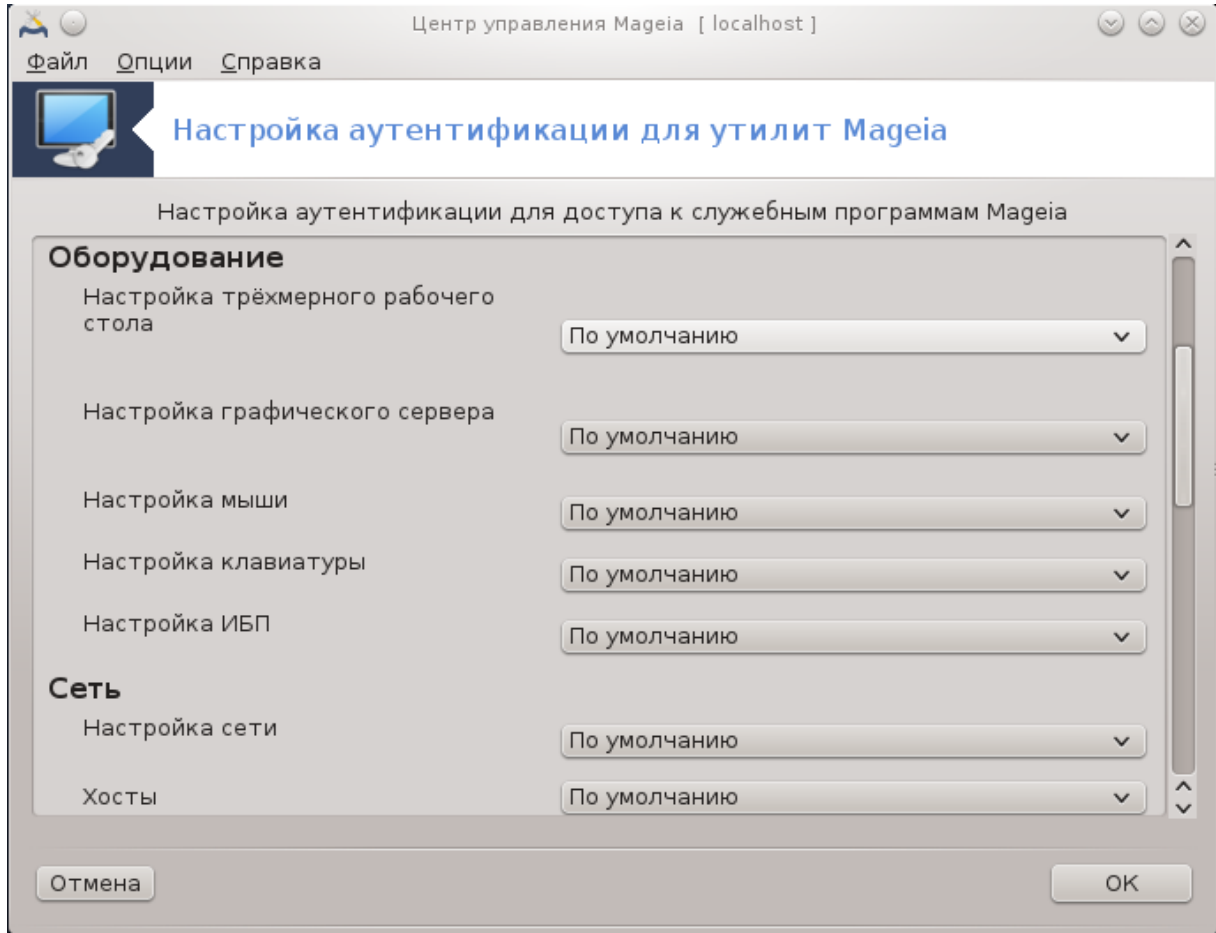 Центр управления Mageia [ localhost ]
Файл Опции Справка
Настройка аутентификации для утилит Mageia
Настройка аутентификации для доступа к служебным программам Mageia
Оборудование
Настройка трёхмерного рабочего
стола
По умолчанию
Настройка графического сервера
По умолчанию
Настройка мыши
По умолчанию
Настройка клавиатуры
По умолчанию
Настройка ИБП
По умолчанию
Сеть
Настройка сети
По умолчанию
Хосты
По умолчанию
Отмена
ОК